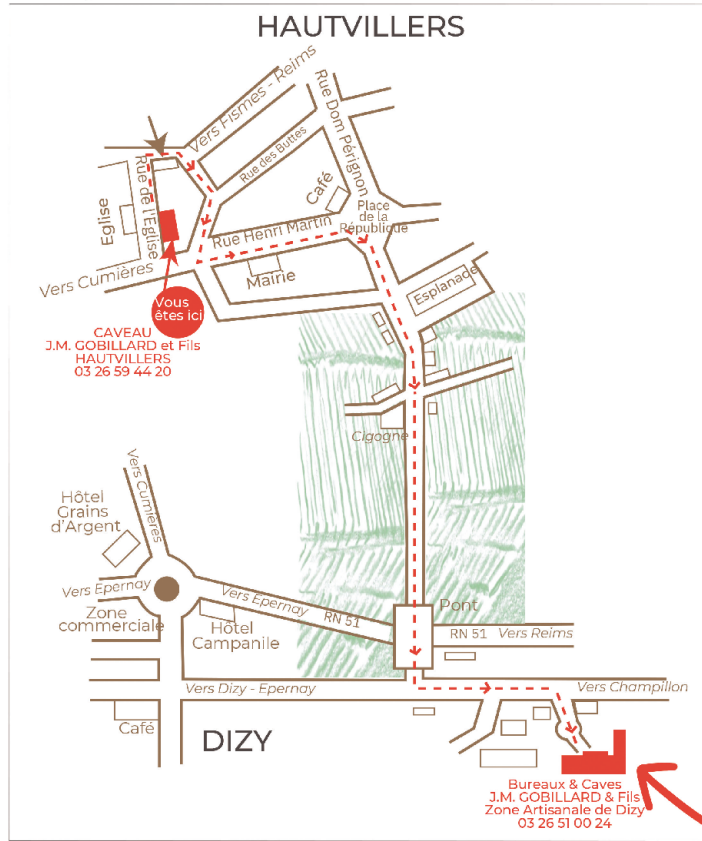 HAUTVILLERS
Vers Fismes - Reims
Rue Dom Pérignon
Rue des Buttes
Café
Place
de la
République
Rue de l'Eglise
Eglise
Rue Henri Martin
Vers Cumières
Mairie
Esplanade
Vous
êtes ici
CAVEAU
J.M. GOBILLARD et Fils
HAUTVILLERS
03 26 59 44 20
Cigogne
Vers Cumières
Hôtel
Grains
d'Argent
Vers Epernay
Vers Epernay
RN 51
Pont
Zone
commerciale
Hôtel
Campanile
RN 51 Vers Reims
Vers Dizy - Epernay
Vers Champillon
Café
DIZY
Bureaux & Caves
J.M. GOBILLARD & Fils
Zone Artisanale de Dizy
03 26 51 00 24